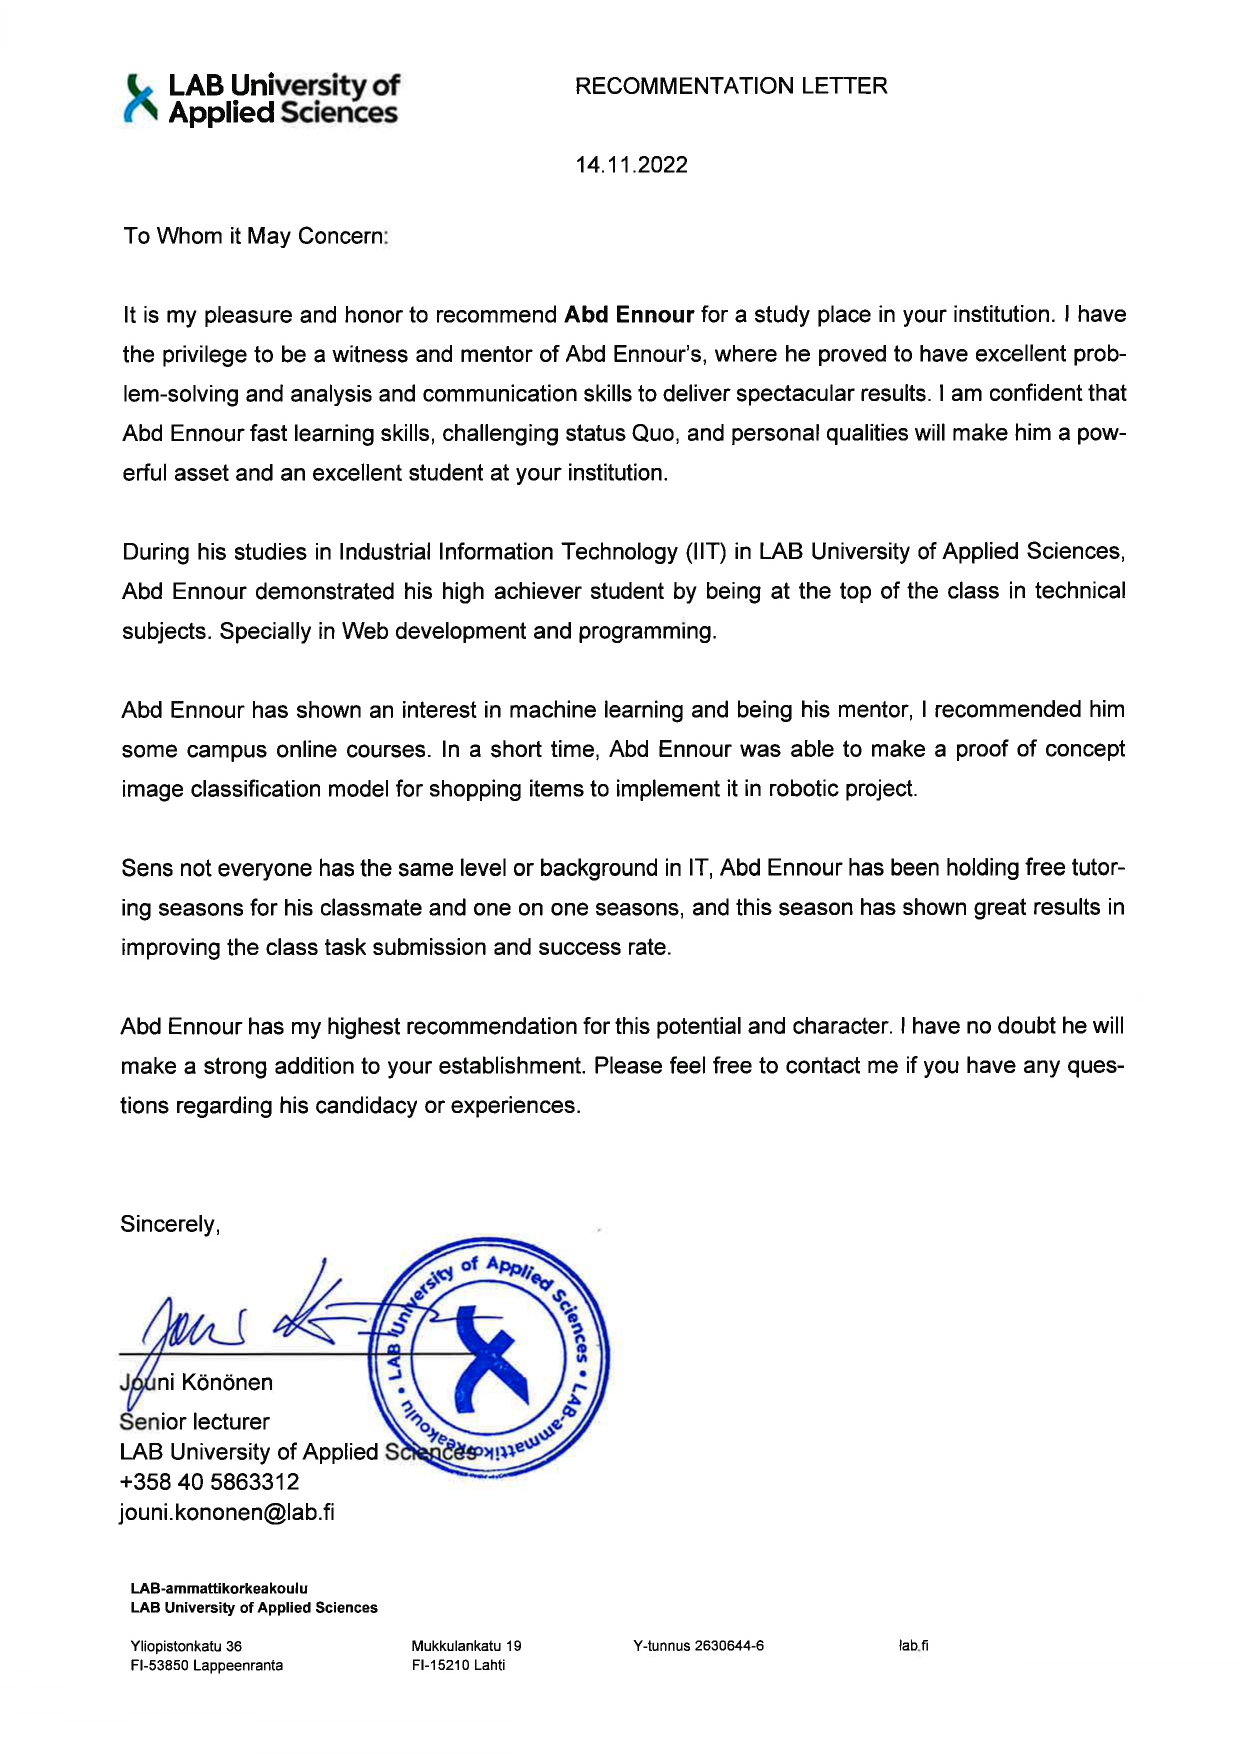 LAB University of
Applied Sciences
RECOMMENTATION LETTER
14.11.2022
To Whom it May Concern:
It is my pleasure and honor to recommend Abd Ennour for a study place in your institution. I have
the privilege to be a witness and mentor of Abd Ennour's, where he proved to have excellent prob-
lem-solving and analysis and communication skills to deliver spectacular results. I am confident that
Abd Ennour fast learning skills, challenging status Quo, and personal qualities will make him a pow-
erful asset and an excellent student at your institution.
During his studies in Industrial Information Technology (IIT) in LAB University of Applied Sciences,
Abd Ennour demonstrated his high achiever student by being at the top of the class in technical
subjects. Specially in Web development and programming.
Abd Ennour has shown an interest in machine learning and being his mentor, I recommended him
some campus online courses. In a short time, Abd Ennour was able to make a proof of concept
image classification model for shopping items to implement it in robotic project.
Sens not everyone has the same level or background in IT, Abd Ennour has been holding free tutor-
ing seasons for his classmate and one on one seasons, and this season has shown great results in
improving the class task submission and success rate.
Abd Ennour has my highest recommendation for this potential and character. I have no doubt he will
make a strong addition to your establishment. Please feel free to contact me if you have any ques-
tions regarding his candidacy or experiences.
Sincerely,
LAB University of Applied Sciences • LAB-ammattikorkeakoulu •
Jouni Könönen
Senior lecturer
LAB University of Applied Sciences
+358 40 5863312
jouni.kononen@lab.fi
LAB-ammattikorkeakoulu
LAB University of Applied Sciences
Yliopistonkatu 36 Mukkulankatu 19 Y-tunnus 2630644-6 lab.fi
FI-53850 Lappeenranta FI-15210 Lahti